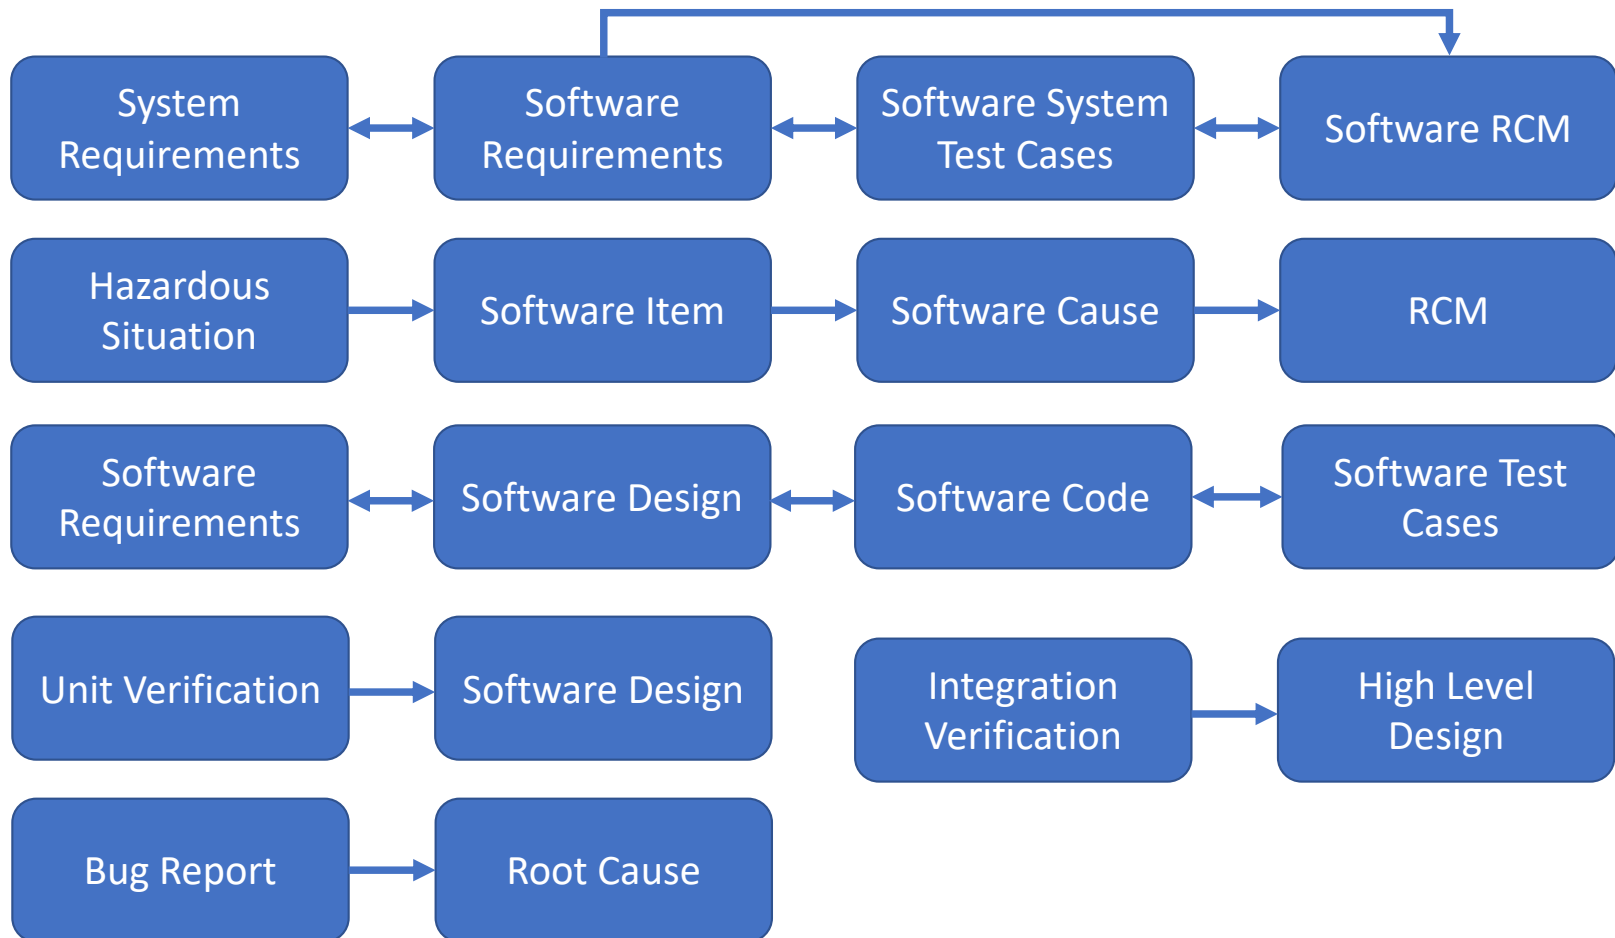 System
Requirements
Software
Requirements
Software System
Test Cases
Software RCM
Hazardous
Situation
Software Item
Software Cause
RCM
Software
Requirements
Software Design
Software Code
Software Test
Cases
Unit Verification
Software Design
Integration
Verification
High Level
Design
Bug Report
Root Cause